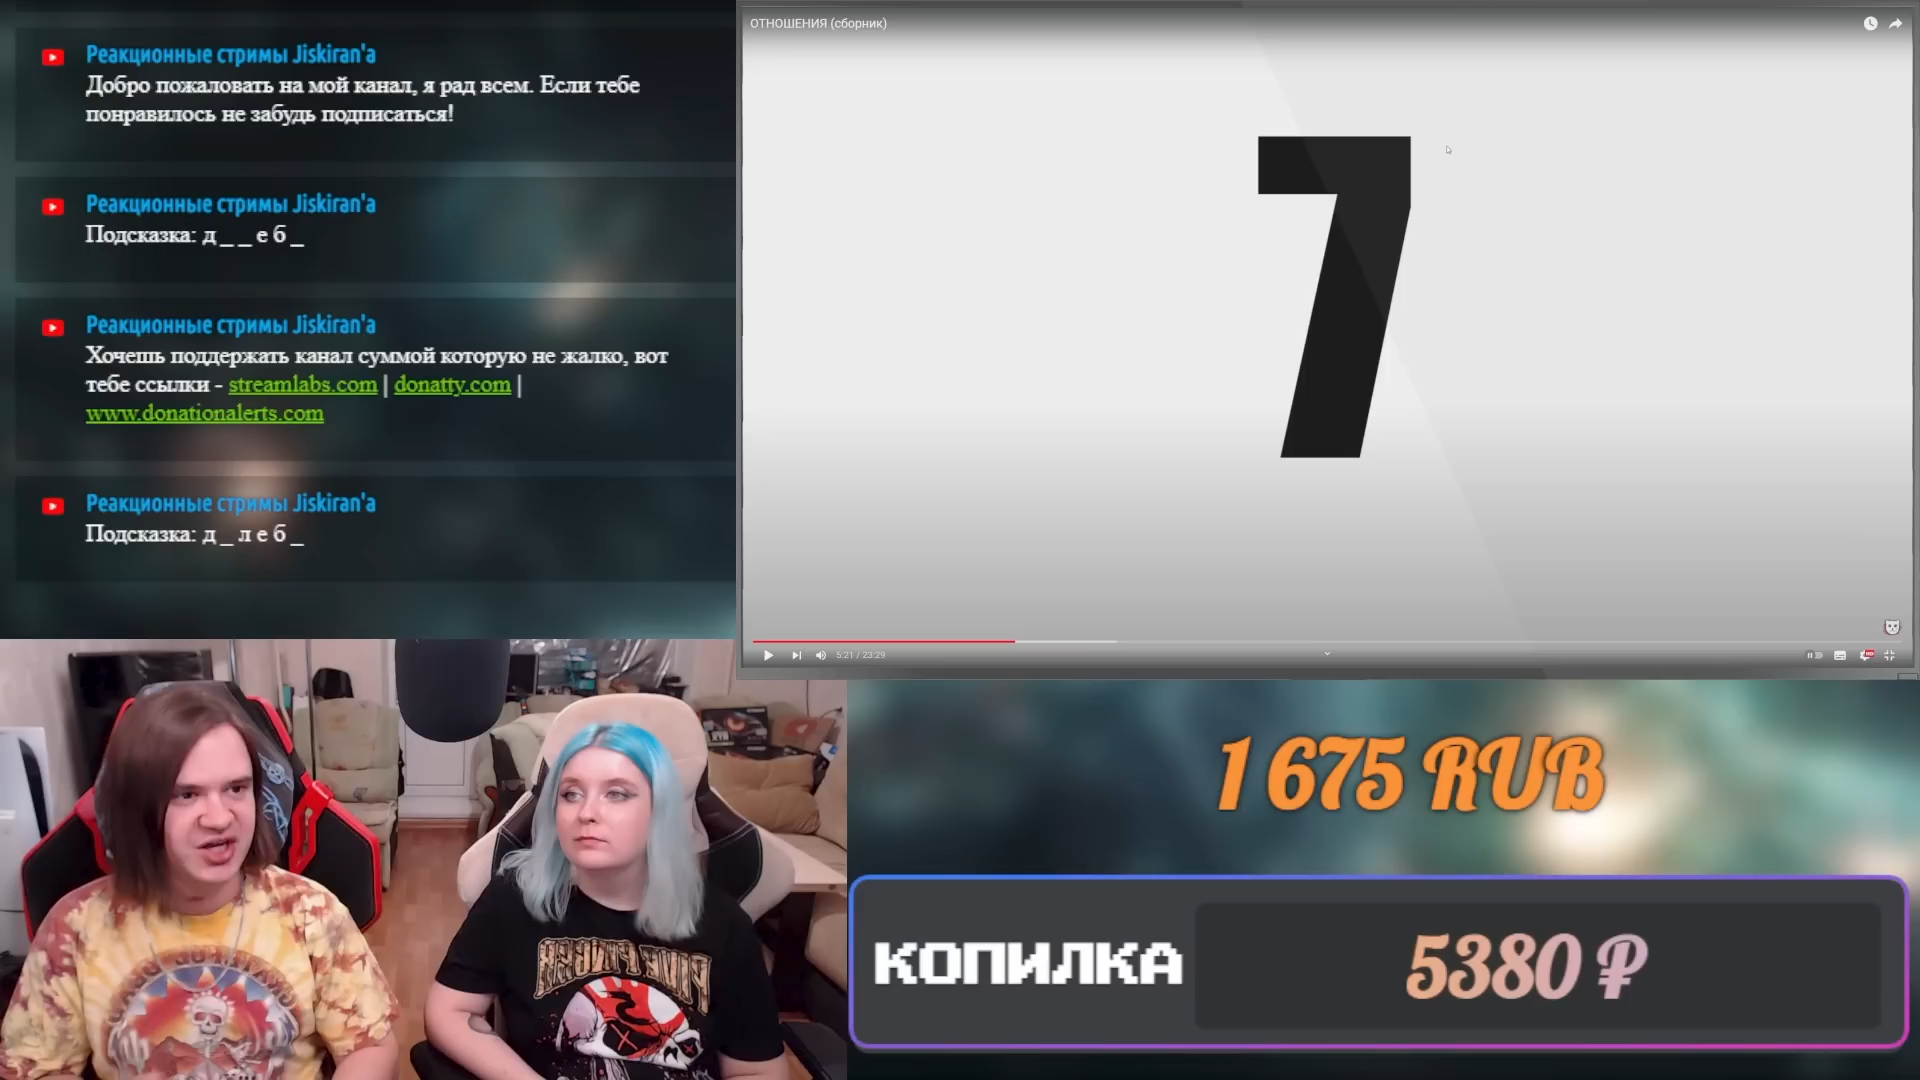 Реакционные стримы Jiskiran'a
Добро пожаловать на мой канал, я рад всем. Если тебе
понравилось не забудь подписаться!
Реакционные стримы Jiskiran'a
Подсказка: д _ _ е б _
Реакционные стримы Jiskiran'a
Хочешь поддержать канал суммой которую не жалко, вот
тебе ссылки - streamlabs.com | donatty.com |
www.donationalerts.com
Реакционные стримы Jiskiran'a
Подсказка: д _ л е б _
ОТНОШЕНИЯ (сборник)
7
5:21 / 23:29
1 675 RUB
КОПИЛКА
5380 ₽